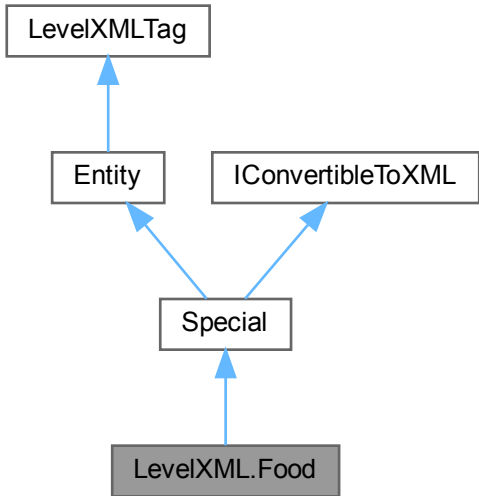 LevelXMLTag
Entity
IConvertibleToXML
Special
LevelXML.Food